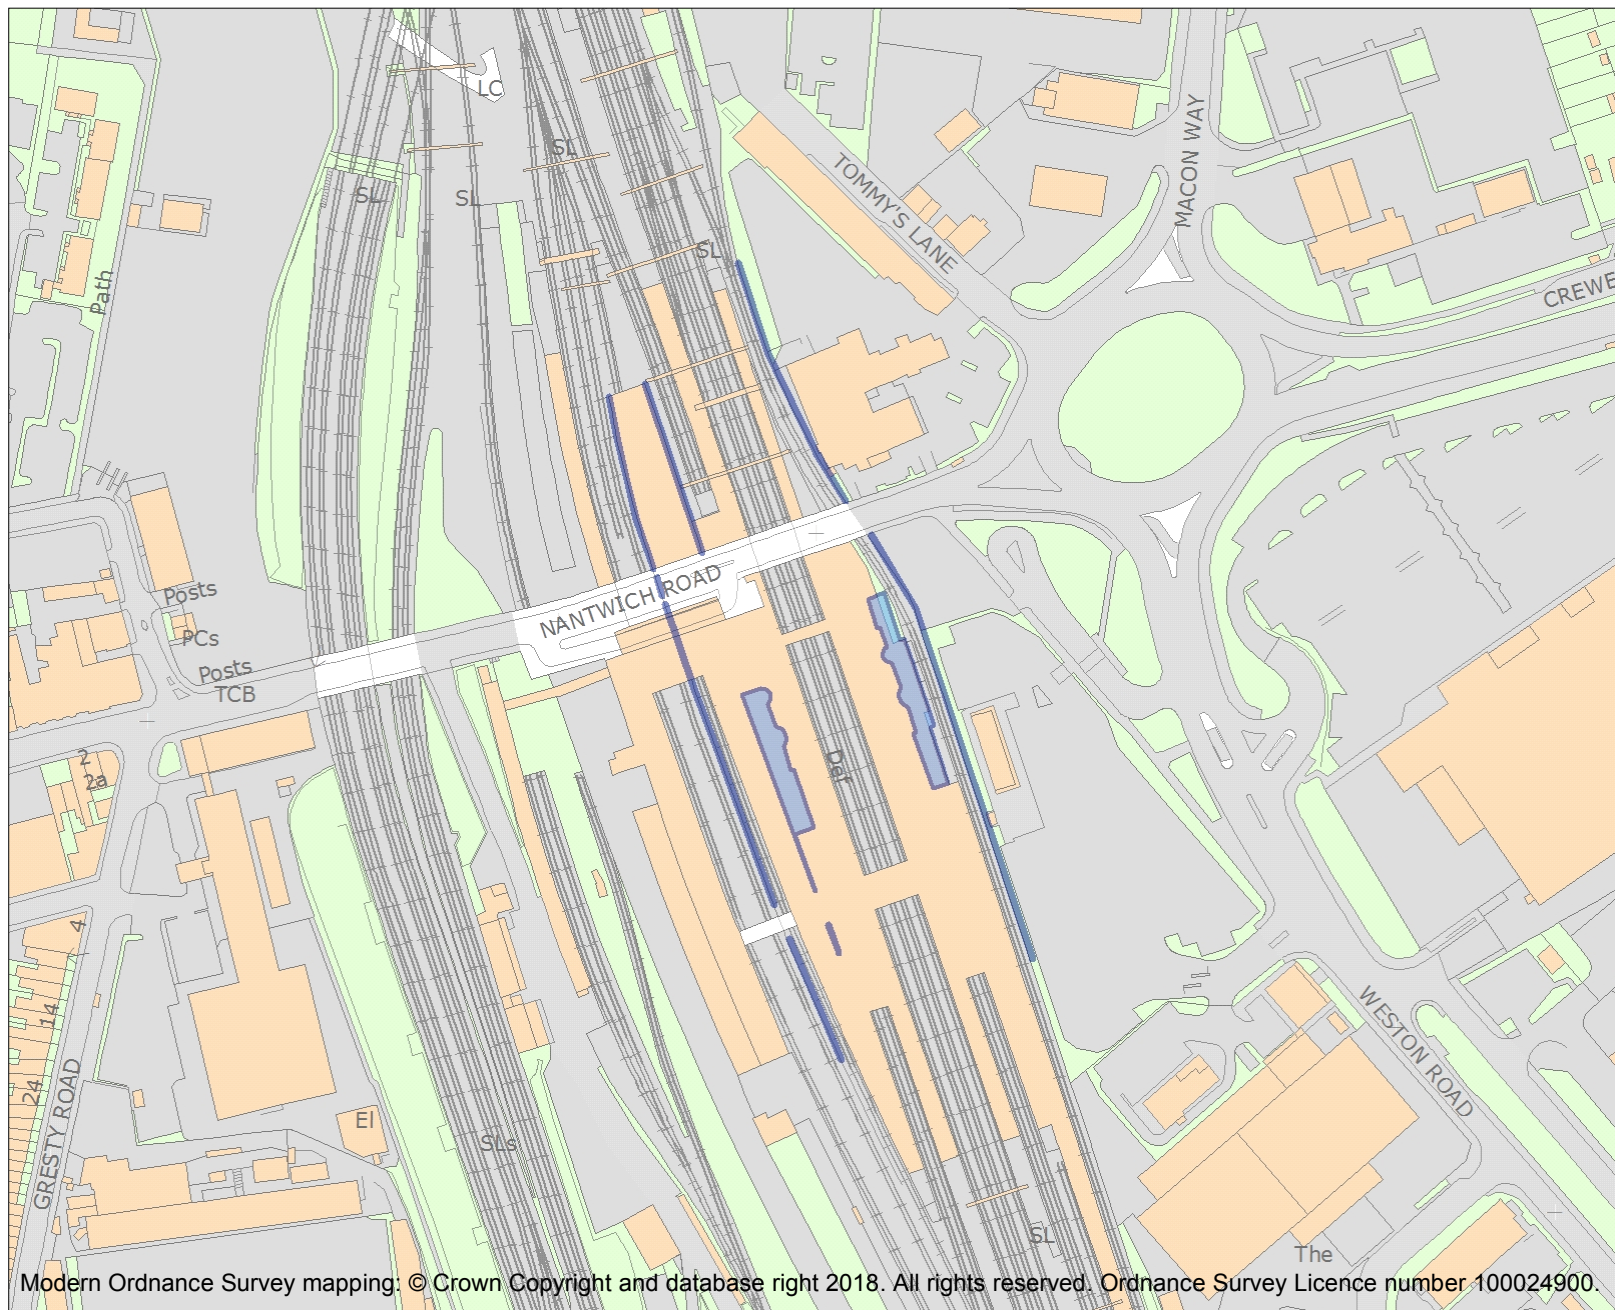 LC
SL
SL
SL
SL
TOMMY'S LANE
MACON WAY
CREWE
Path
NANTWICH ROAD
Posts
PCs
Posts
TCB
2
2a
Def
4
14
24
GRESTY ROAD
El
SLs
WESTON ROAD
SL
The
Modern Ordnance Survey mapping: © Crown Copyright and database right 2018. All rights reserved. Ordnance Survey Licence number 100024900.